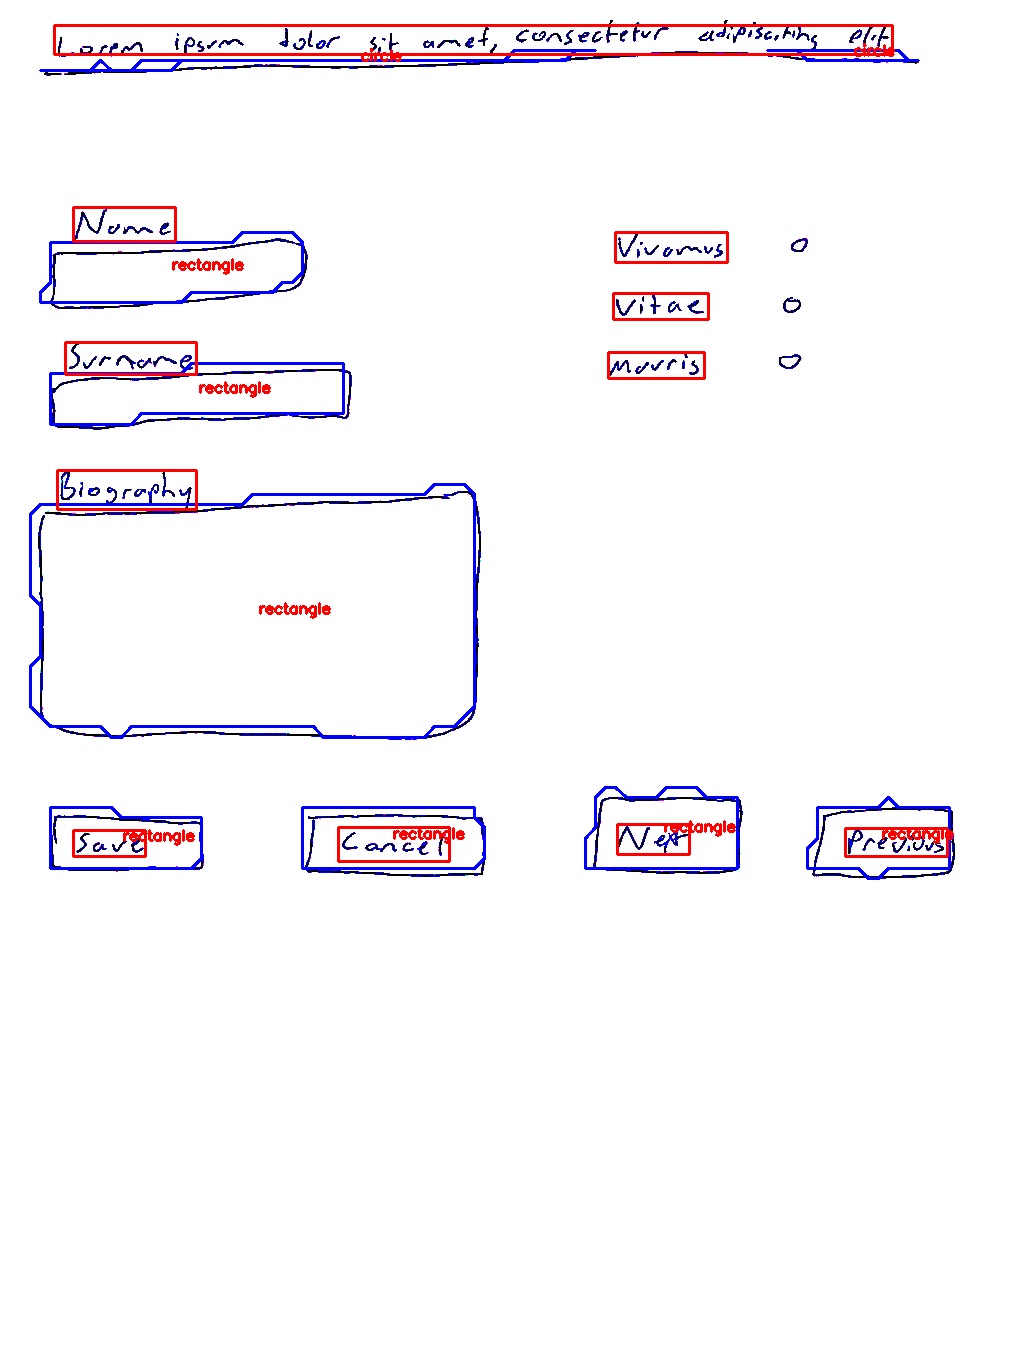 Lorem ipsum dolor sit amet, consectetur adipisciting elit
circle circle
Name
rectangle
Vivamus
Vitae
Surname
rectangle
Mauris
Biography
rectangle
Save rectangle
Cancel rectangle
Next rectangle
Previous rectangle